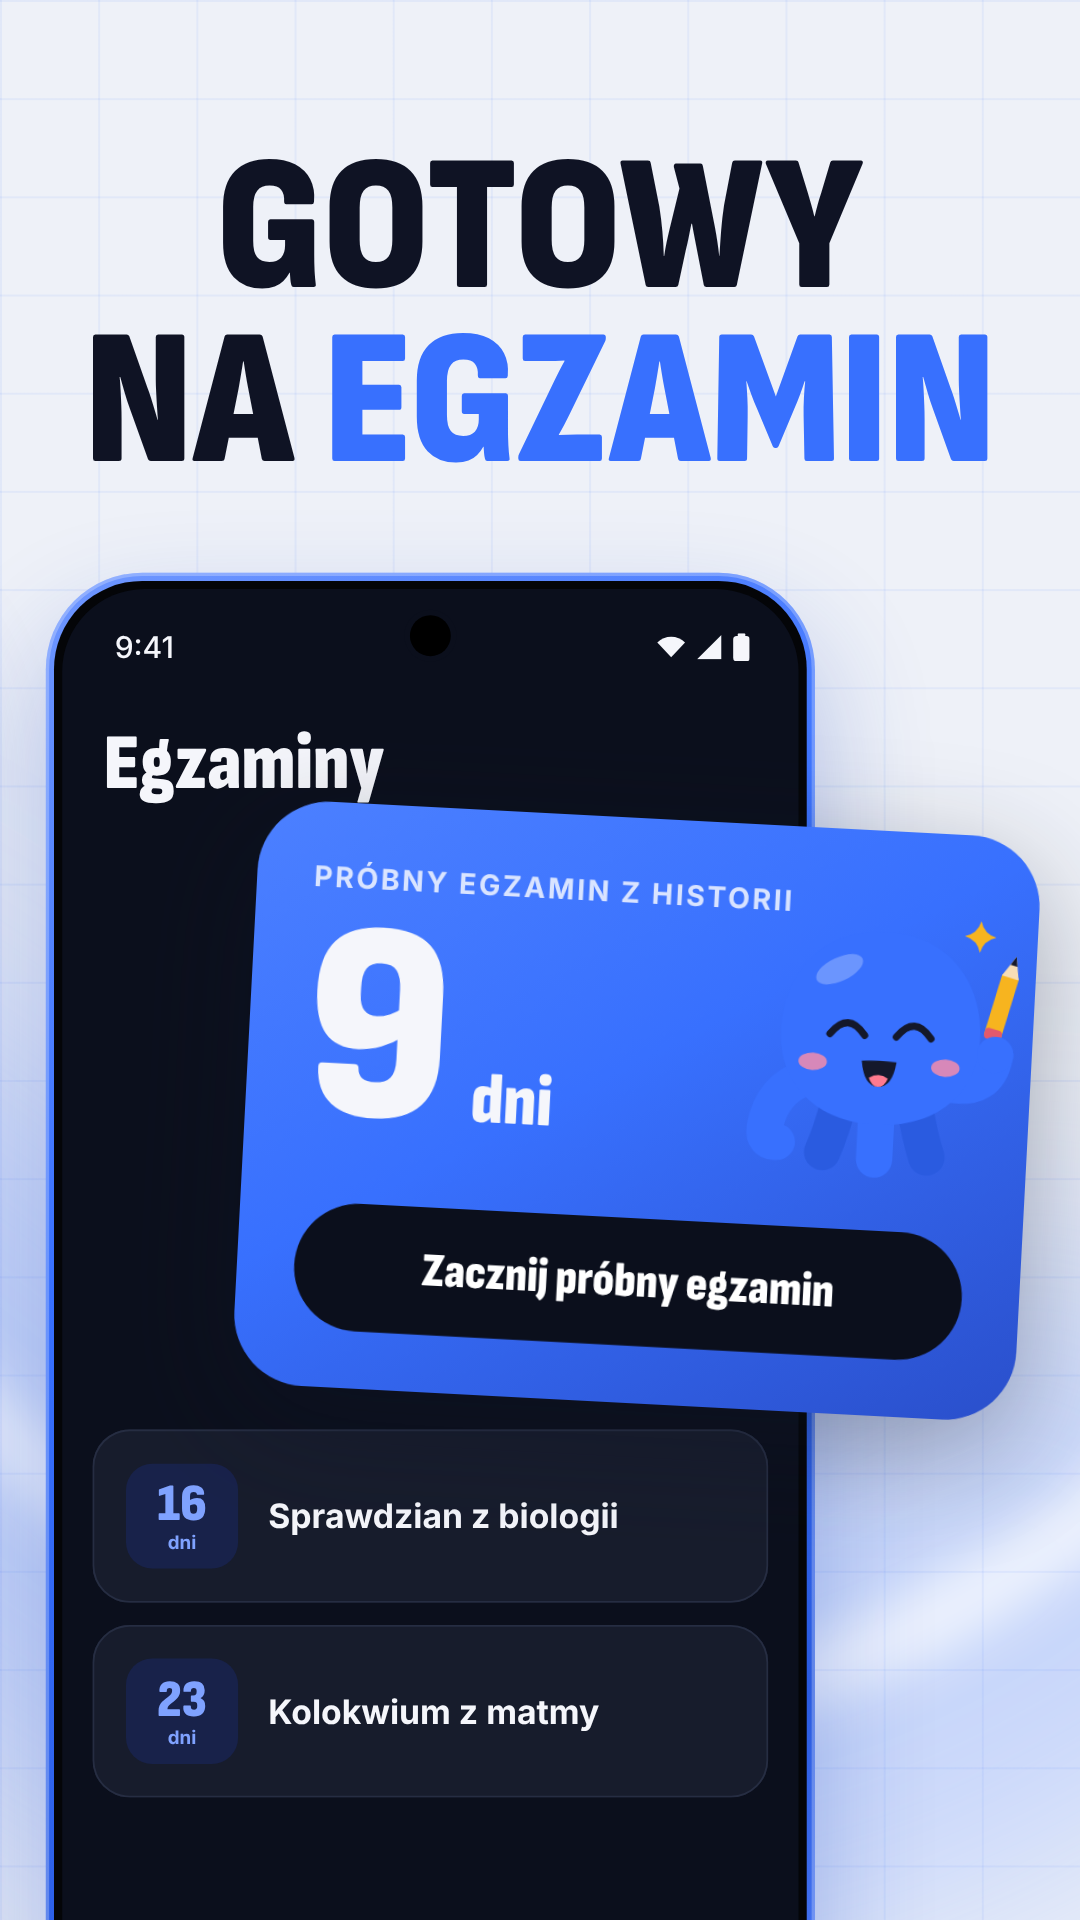 GOTOWY
NA EGZAMIN
9:41
Egzaminy
PRÓBNY EGZAMIN Z HISTORII
9 dni
Zacznij próbny egzamin
16
dni
Sprawdzian z biologii
23
dni
Kolokwium z matmy